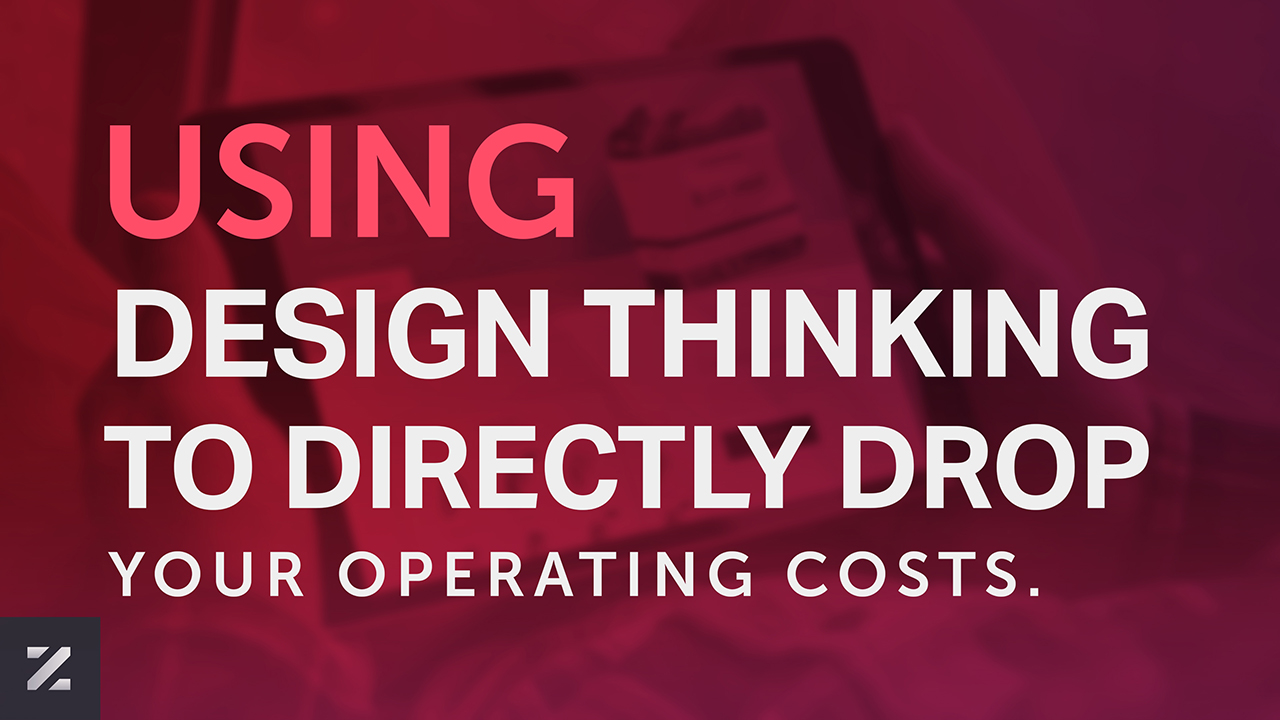 USING
DESIGN THINKING
TO DIRECTLY DROP
YOUR OPERATING COSTS.
Z